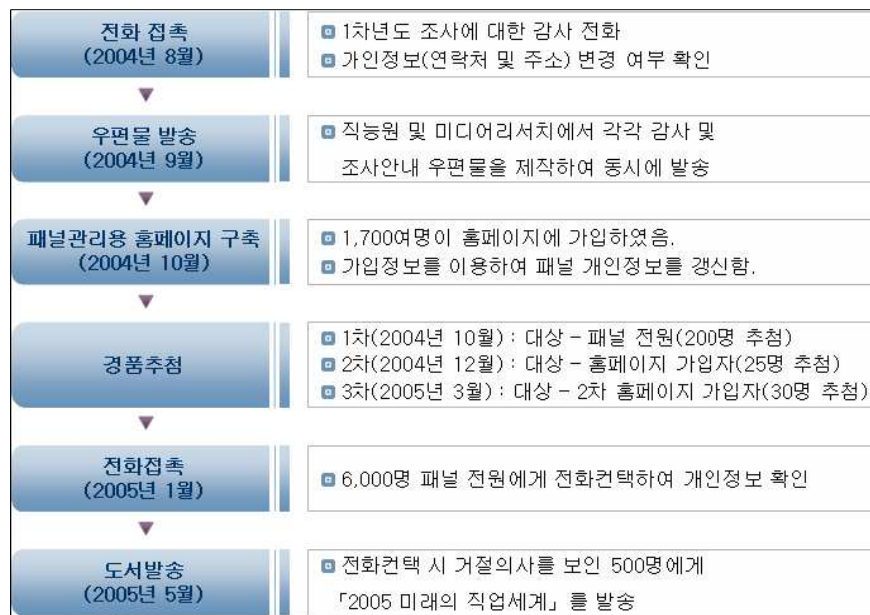 전화 접촉
(2004년 8월)
1차년도 조사에 대한 감사 전화
가인정보(연락처 및 주소) 변경 여부 확인
우편물 발송
(2004년 9월)
직능원 및 미디어리서치에서 각각 감사 및
조사안내 우편물을 제작하여 동시에 발송
패널관리용 홈페이지 구축
(2004년 10월)
1,700여명이 홈페이지에 가입하였음.
가입정보를 이용하여 패널 개인정보를 갱신함.
경품추첨
1차(2004년 10월) : 대상 – 패널 전원(200명 추첨)
2차(2004년 12월) : 대상 – 홈페이지 가입자(25명 추첨)
3차(2005년 3월) : 대상 – 2차 홈페이지 가입자(30명 추첨)
전화접촉
(2005년 1월)
6,000명 패널 전원에게 전화컨택하여 개인정보 확인
도서발송
(2005년 5월)
전화컨택 시 거절의사를 보인 500명에게
「2005 미래의 직업세계」를 발송